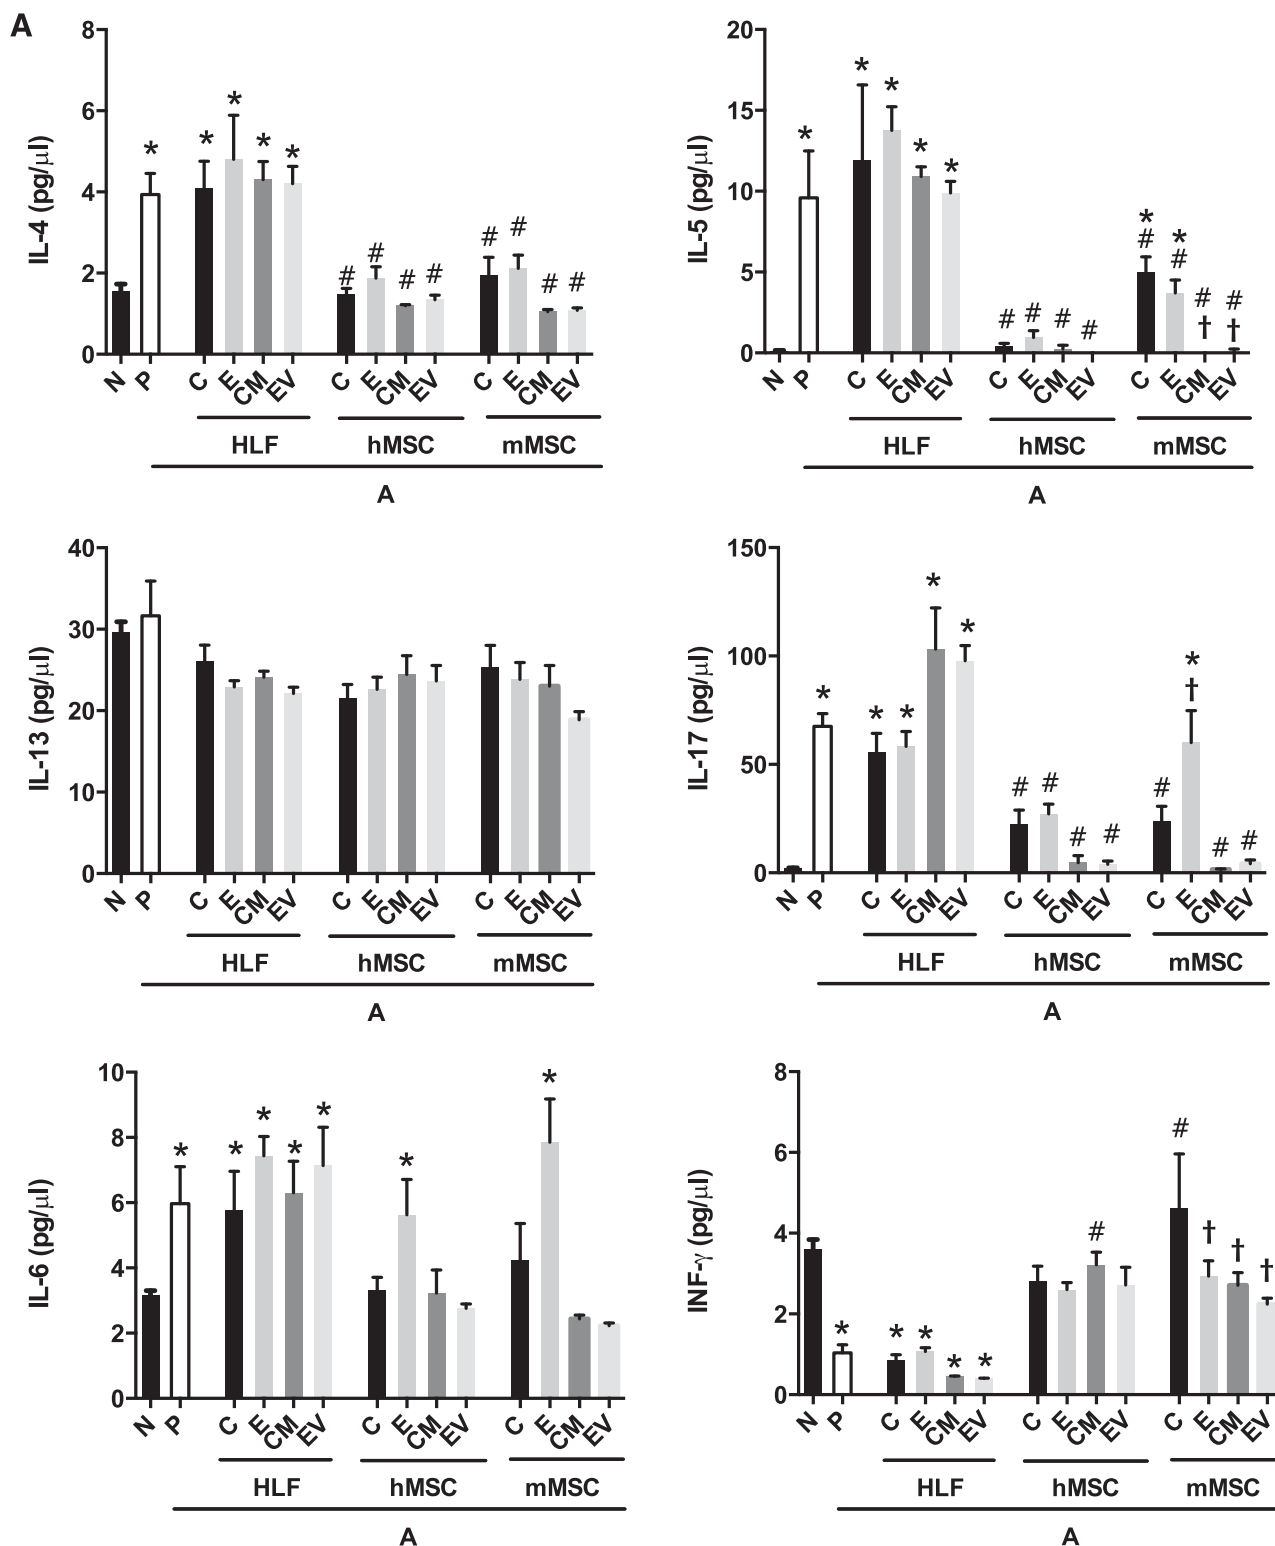 A
IL-4 (pg/μl)
8
6
4
2
0
* * * * *
# # # # # # # #
N P C E CM EV C E CM EV C E CM EV
HLF hMSC mMSC
A
IL-5 (pg/μl)
20
15
10
5
0
* * * * *
# # # #
* *
# # # #
† †
N P C E CM EV C E CM EV C E CM EV
HLF hMSC mMSC
A
IL-13 (pg/μl)
40
30
20
10
0
N P C E CM EV C E CM EV C E CM EV
HLF hMSC mMSC
A
IL-17 (pg/μl)
150
100
50
0
* * * * *
# # # #
*
# † # #
N P C E CM EV C E CM EV C E CM EV
HLF hMSC mMSC
A
IL-6 (pg/μl)
10
8
6
4
2
0
* * * * * * *
N P C E CM EV C E CM EV C E CM EV
HLF hMSC mMSC
A
INF-γ (pg/μl)
8
6
4
2
0
* * * * * # # † † †
N P C E CM EV C E CM EV C E CM EV
HLF hMSC mMSC
A